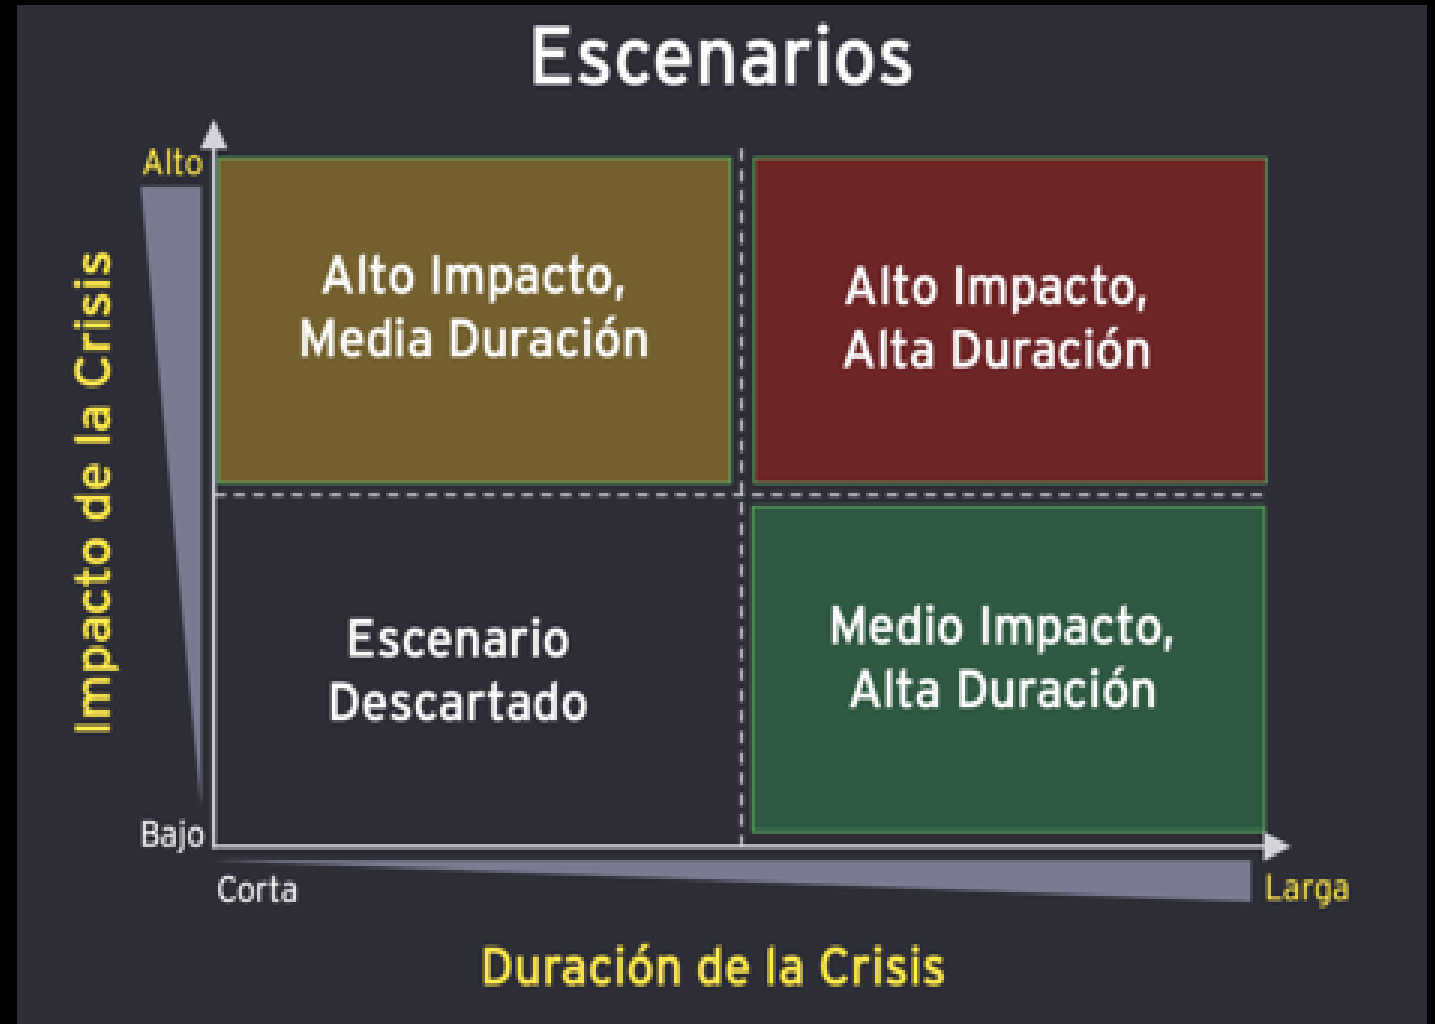 Escenarios
Alto
Impacto de la Crisis
Alto Impacto,
Media Duración
Alto Impacto,
Alta Duración
Escenario
Descartado
Medio Impacto,
Alta Duración
Bajo
Corta
Larga
Duración de la Crisis